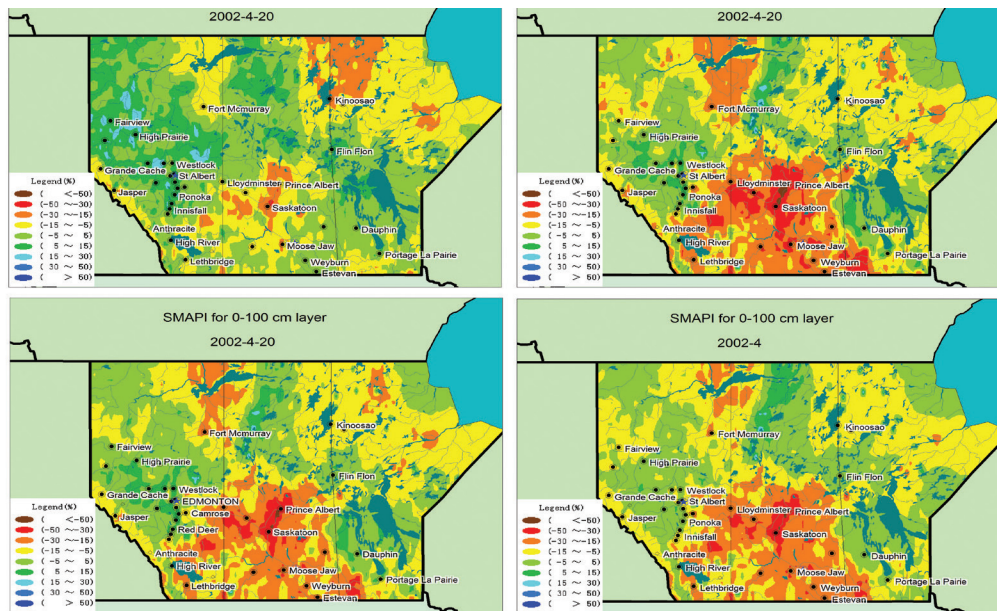 2002-4-20
Fort Mcmurray
Kinoosao
Fairview
High Prairie
Flin Flon
Westlock
Grande Cache
St Albert
Lloydminster
Prince Albert
Jasper
Ponoka
Saskatoon
Innisfall
Anthracite
Dauphin
High River
Moose Jaw
Portage La Pairie
Lethbridge
Weyburn
Estevan
Legend (%)
( <-50)
(-50 ~-30)
(-30 ~-15)
(-15 ~ -5)
( -5 ~ 5)
( 5 ~ 15)
( 15 ~ 30)
( 30 ~ 50)
( > 50)
2002-4-20
Fort Mcmurray
Kinoosao
Fairview
High Prairie
Flin Flon
Westlock
Grande Cache
St Albert
Lloydminster
Prince Albert
Jasper
Ponoka
Saskatoon
Innisfall
Anthracite
Dauphin
High River
Moose Jaw
Portage La Pairie
Lethbridge
Weyburn
Estevan
Legend (%)
( <-50)
(-50 ~-30)
(-30 ~-15)
(-15 ~ -5)
( -5 ~ 5)
( 5 ~ 15)
( 15 ~ 30)
( 30 ~ 50)
( > 50)
SMAPI for 0-100 cm layer
2002-4-20
Fort Mcmurray
Kinoosao
Fairview
High Prairie
Flin Flon
Westlock
Grande Cache
EDMONTON
Camrose
Prince Albert
Jasper
Red Deer
Saskatoon
Anthracite
Dauphin
High River
Moose Jaw
Portage La Pairie
Lethbridge
Weyburn
Estevan
Legend (%)
( <-50)
(-50 ~-30)
(-30 ~-15)
(-15 ~ -5)
( -5 ~ 5)
( 5 ~ 15)
( 15 ~ 30)
( 30 ~ 50)
( > 50)
SMAPI for 0-100 cm layer
2002-4
Fort Mcmurray
Kinoosao
Fairview
High Prairie
Flin Flon
Westlock
Grande Cache
St Albert
Lloydminster
Prince Albert
Jasper
Ponoka
Saskatoon
Innisfall
Anthracite
Dauphin
High River
Moose Jaw
Portage La Pairie
Lethbridge
Weyburn
Estevan
Legend (%)
( <-50)
(-50 ~-30)
(-30 ~-15)
(-15 ~ -5)
( -5 ~ 5)
( 5 ~ 15)
( 15 ~ 30)
( 30 ~ 50)
( > 50)